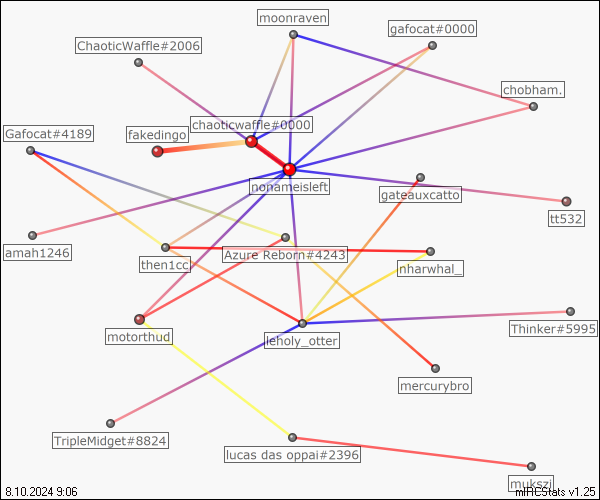 moonraven
gafocat#0000
ChaoticWaffle#2006
chobham.
chaoticwaffle#0000
Gafocat#4189
fakedingo
nonameisleft
gateauxcatto
tt532
amah1246
then1cc
Azure Reborn#4243
nharwhal_
motorthud
leholy_otter
Thinker#5995
mercurybro
TripleMidget#8824
lucas das oppai#2396
mukszi
8.10.2024 9:06
mIRCStats v1.25